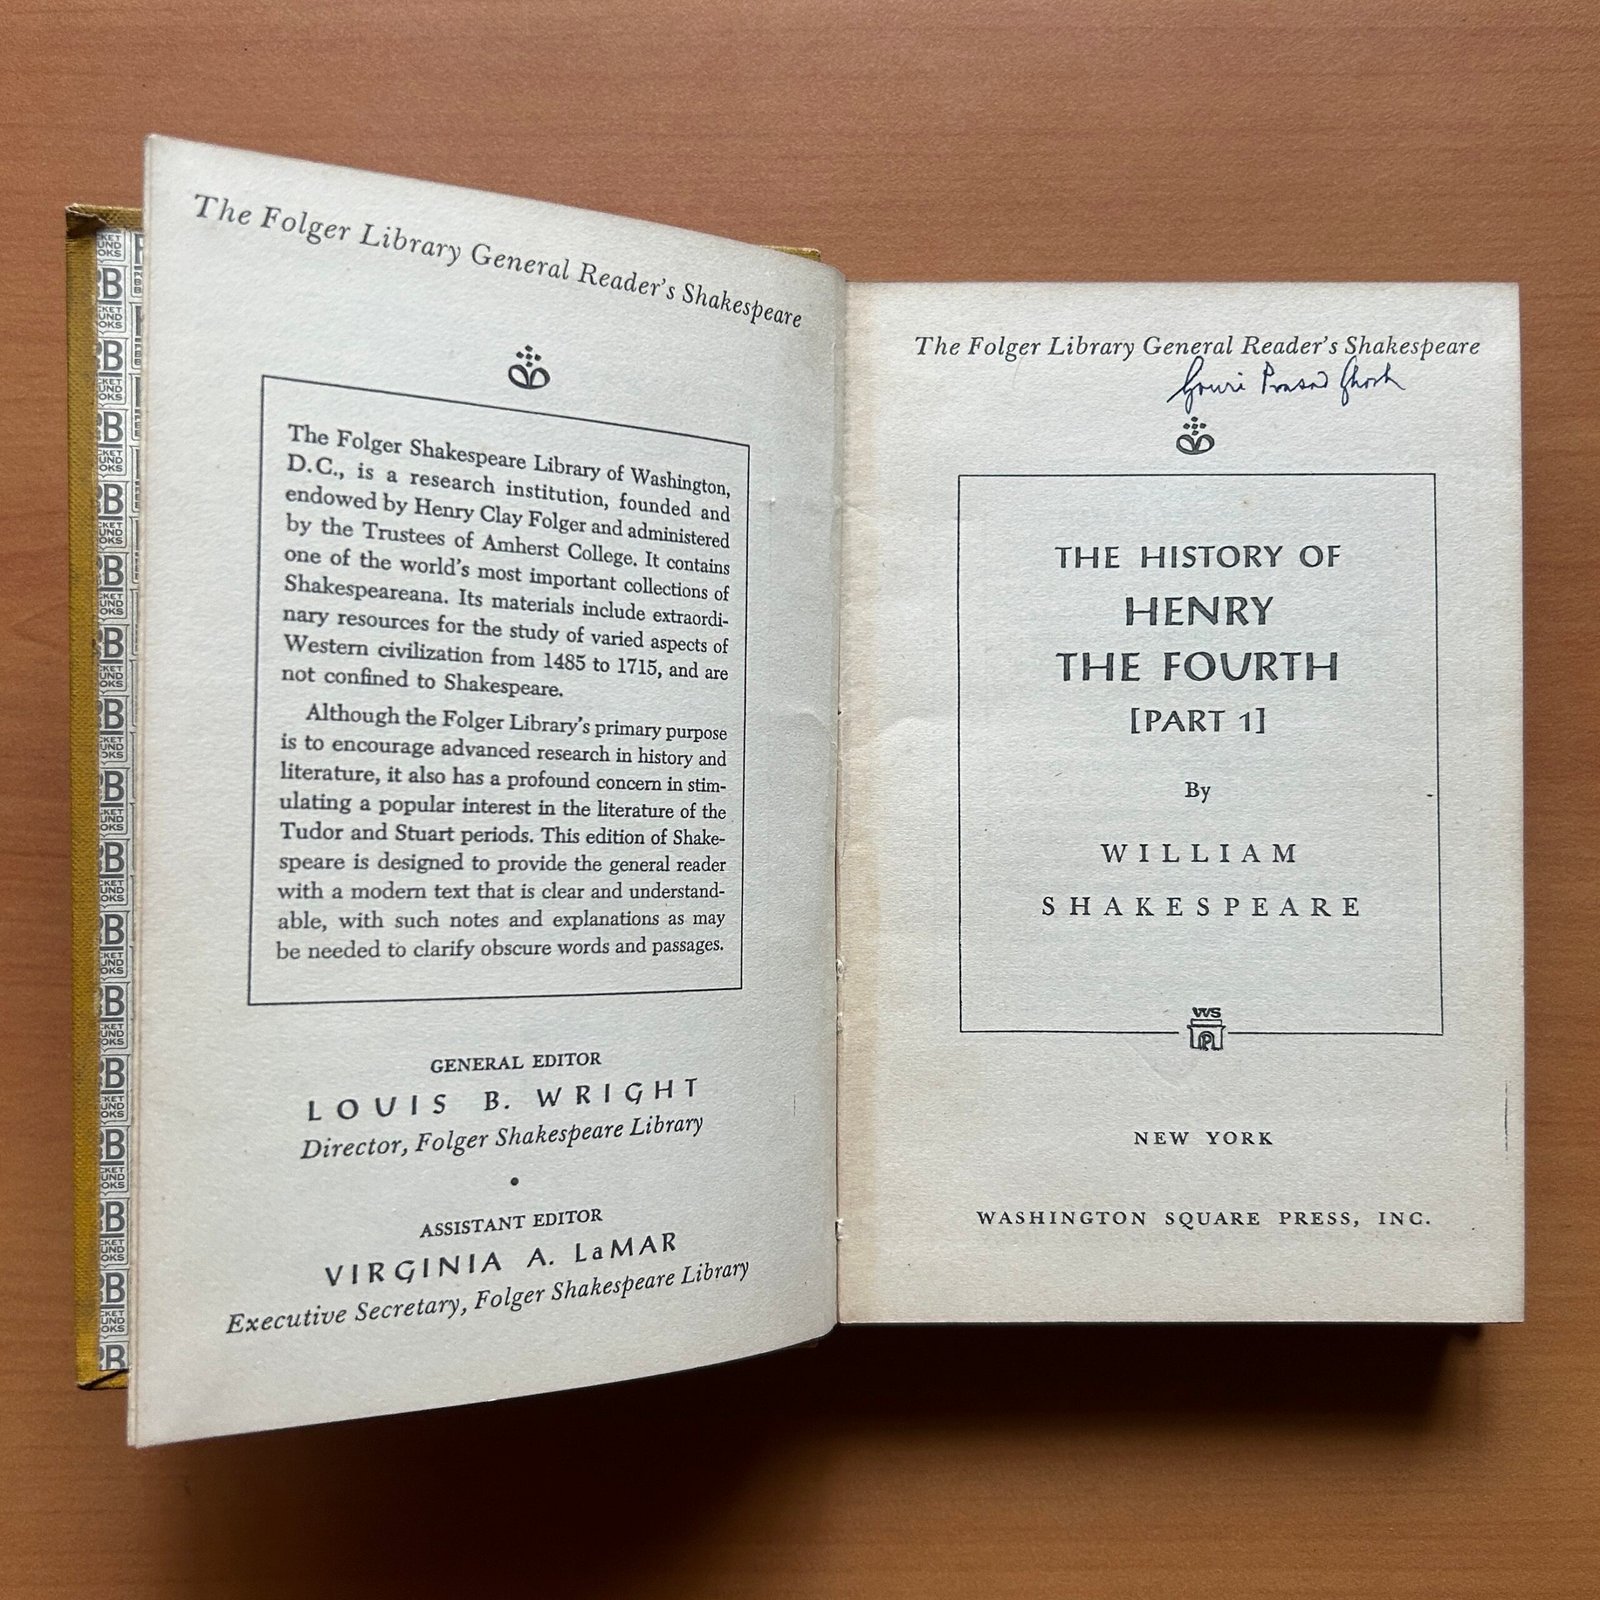 The Folger Library General Reader's Shakespeare
The Folger Shakespeare Library of Washington,
D.C., is a research institution, founded and
endowed by Henry Clay Folger and administered
by the Trustees of Amherst College. It contains
one of the world's most important collections of
Shakespeareana. Its materials include extraordi-
nary resources for the study of varied aspects of
Western civilization from 1485 to 1715, and are
not confined to Shakespeare.
Although the Folger Library's primary purpose
is to encourage advanced research in history and
literature, it also has a profound concern in stim-
ulating a popular interest in the literature of the
Tudor and Stuart periods. This edition of Shake-
speare is designed to provide the general reader
with a modern text that is clear and understand-
able, with such notes and explanations as may
be needed to clarify obscure words and passages.
GENERAL EDITOR
LOUIS B. WRIGHT
Director, Folger Shakespeare Library
•
ASSISTANT EDITOR
VIRGINIA A. LaMAR
Executive Secretary, Folger Shakespeare Library
The Folger Library General Reader's Shakespeare
Gouri Prasad Ghosh
THE HISTORY OF
HENRY
THE FOURTH
[PART 1]
By
WILLIAM
SHAKESPEARE
WS
NEW YORK
WASHINGTON SQUARE PRESS, INC.